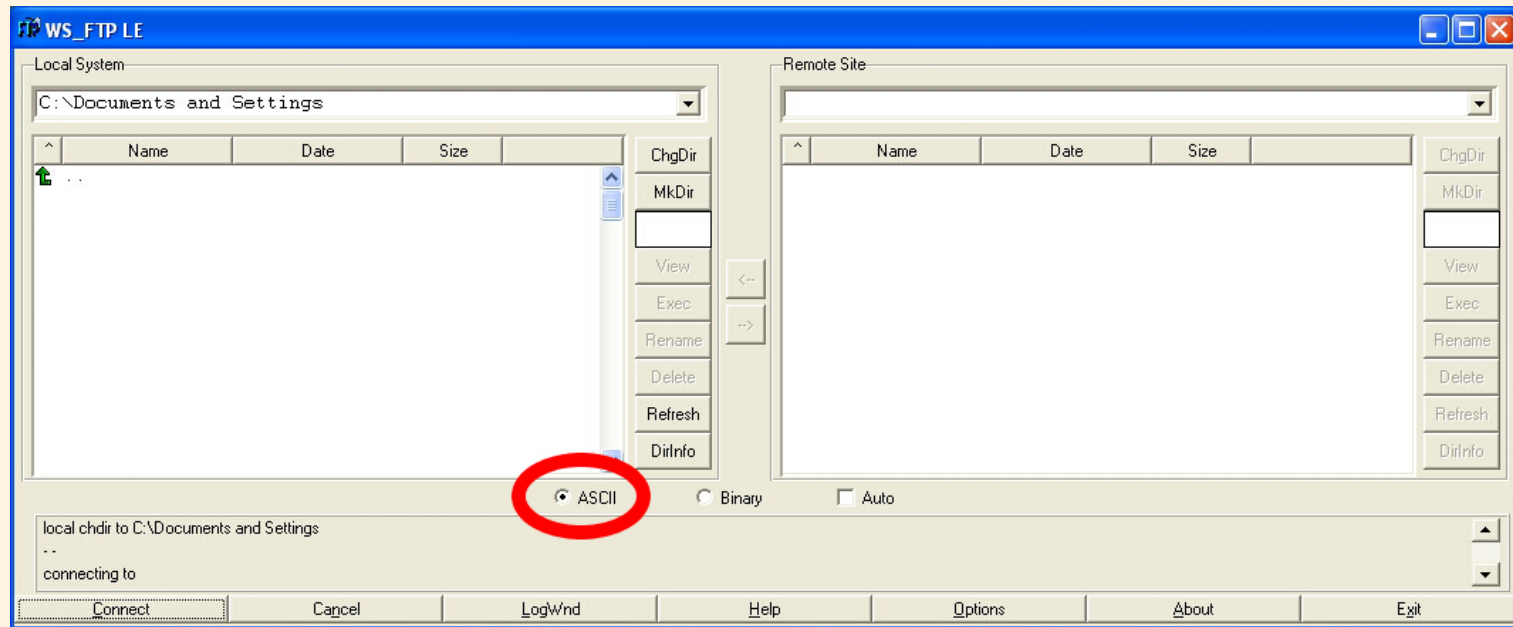 WS_FTP LE
Local System
C:\Documents and Settings
^ Name Date Size
..
ChgDir
MkDir
View
Exec
Rename
Delete
Refresh
DirInfo
<--
-->
Remote Site
^ Name Date Size
ChgDir
MkDir
View
Exec
Rename
Delete
Refresh
DirInfo
ASCII Binary Auto
local chdir to C:\Documents and Settings
..
connecting to
Connect Cancel LogWnd Help Options About Exit